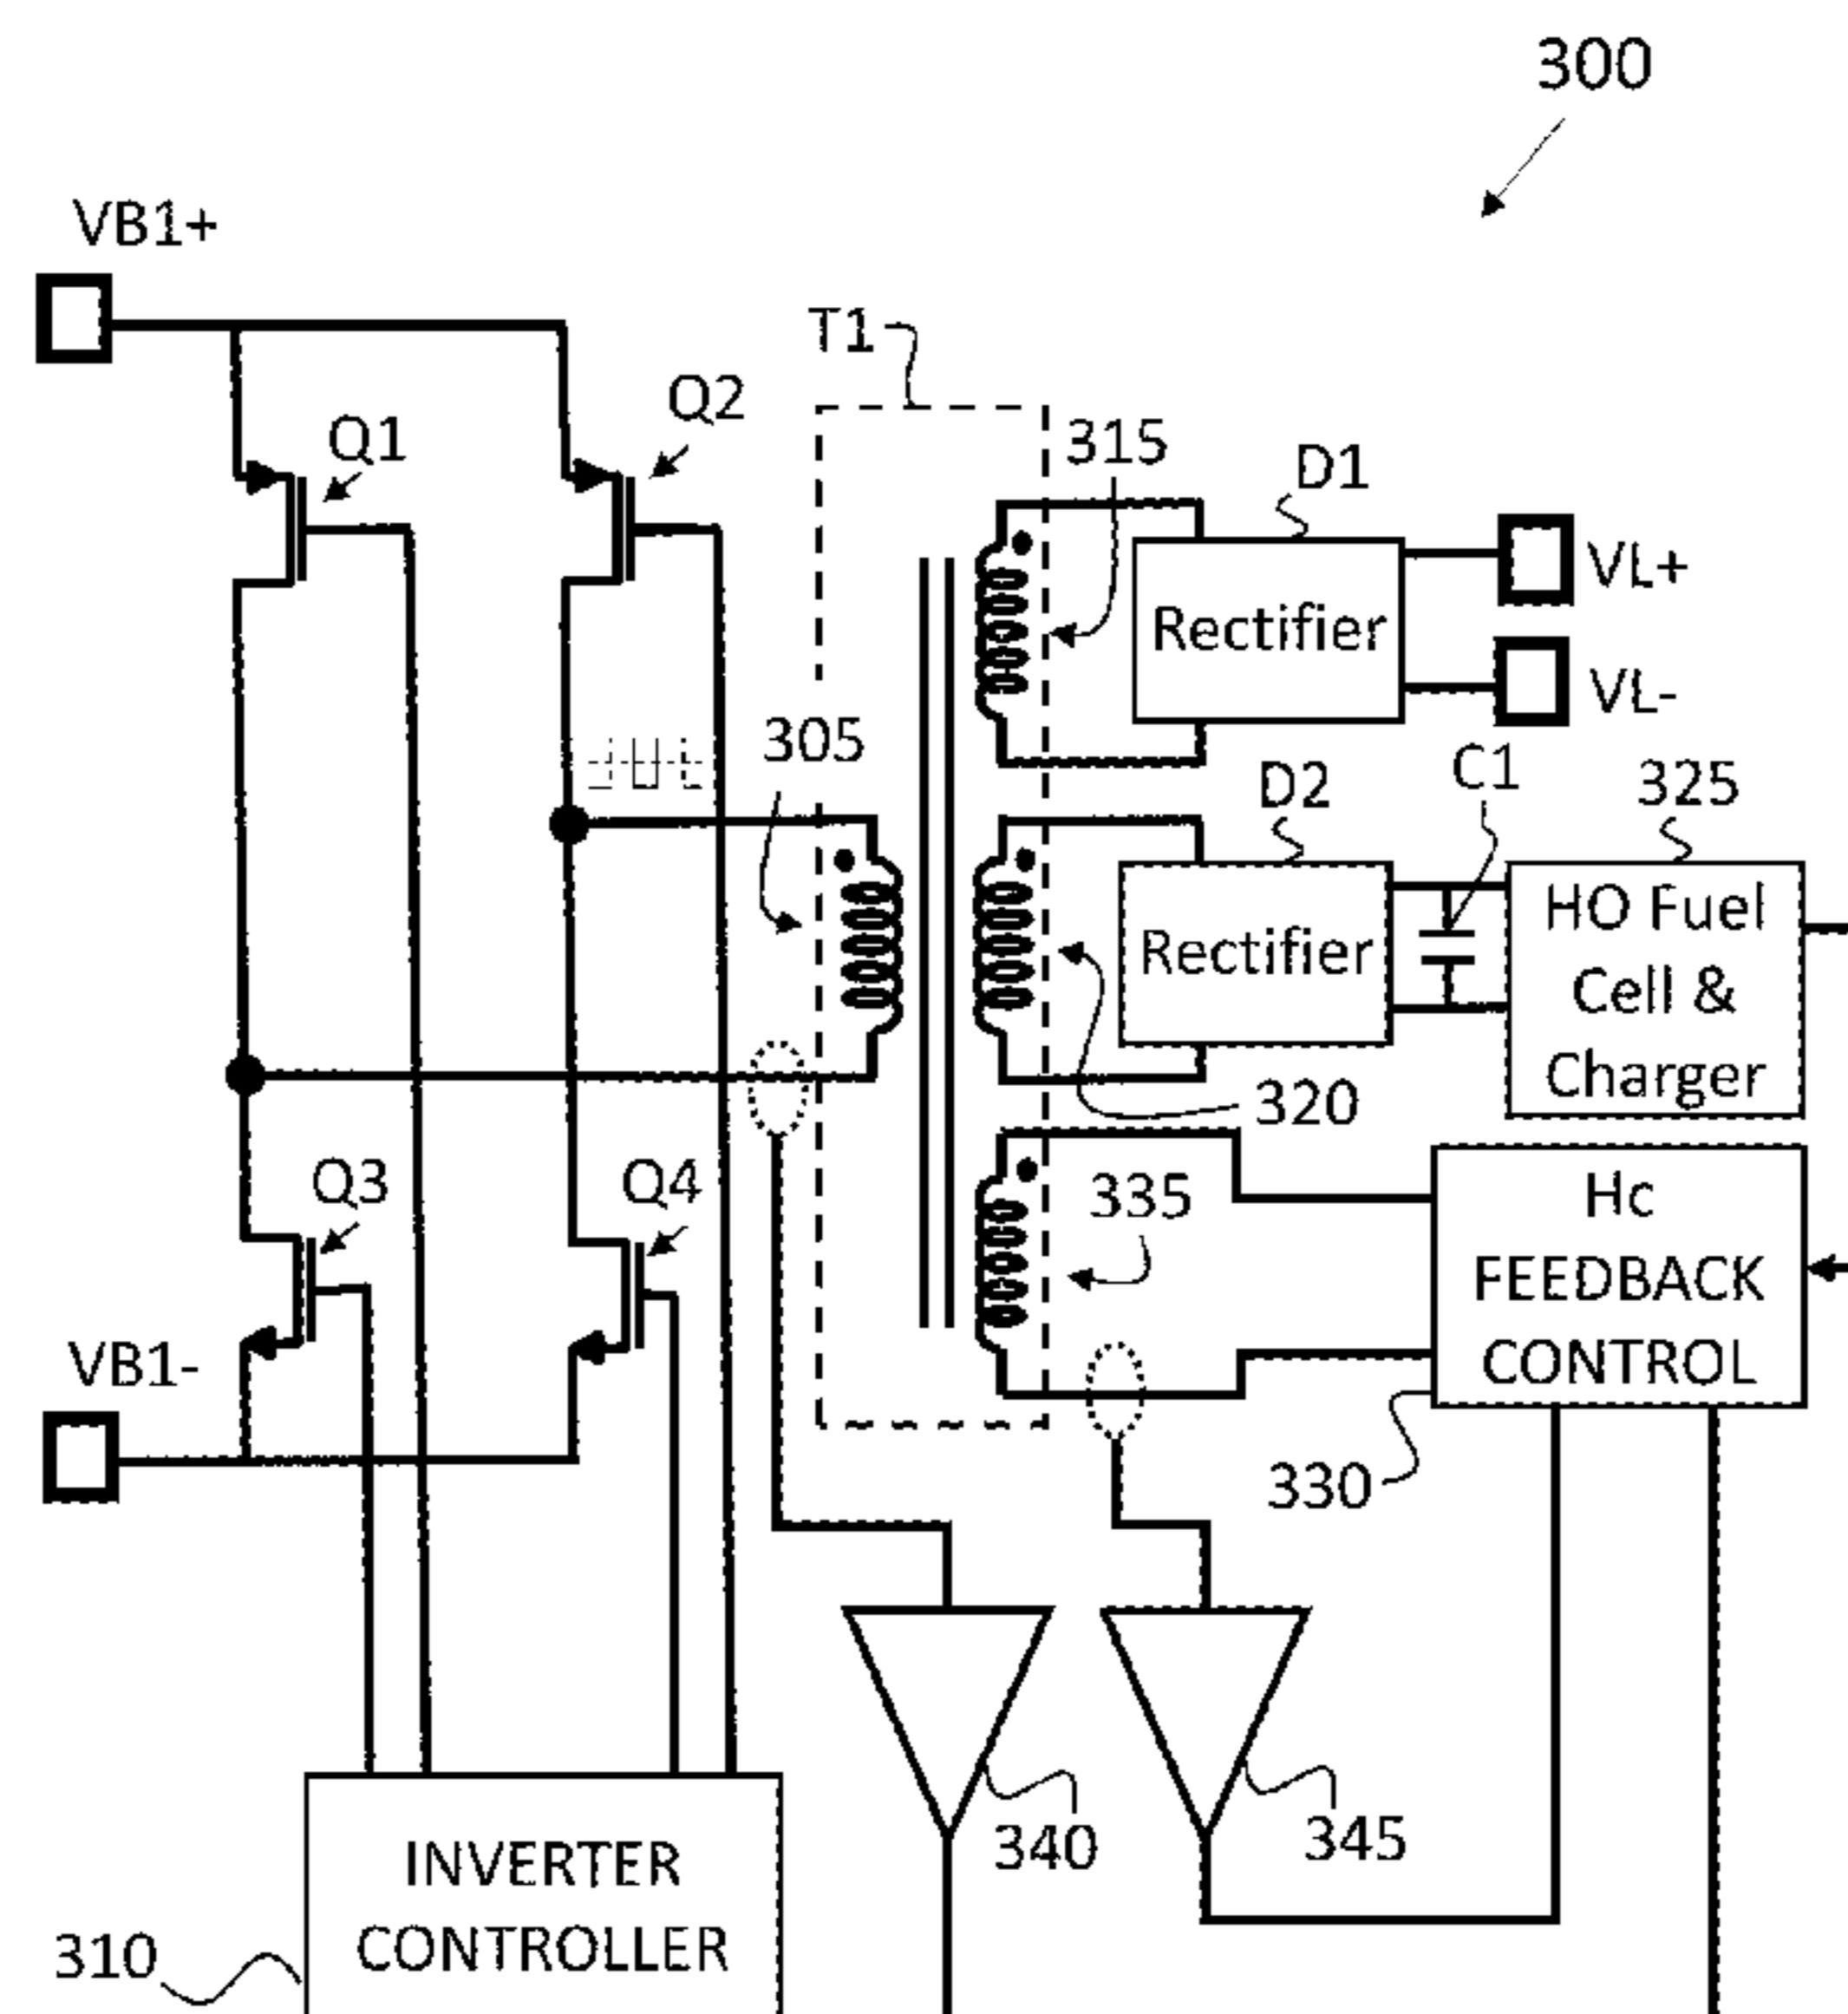 300
VB1+
T1
Q2
Q1
315
D1
VL+
Rectifier
VL-
305
D2
C1
325
HO Fuel
Cell &
Charger
Rectifier
320
Q3
Q4
335
Hc
FEEDBACK
CONTROL
VB1-
330
340
345
INVERTER
CONTROLLER
310